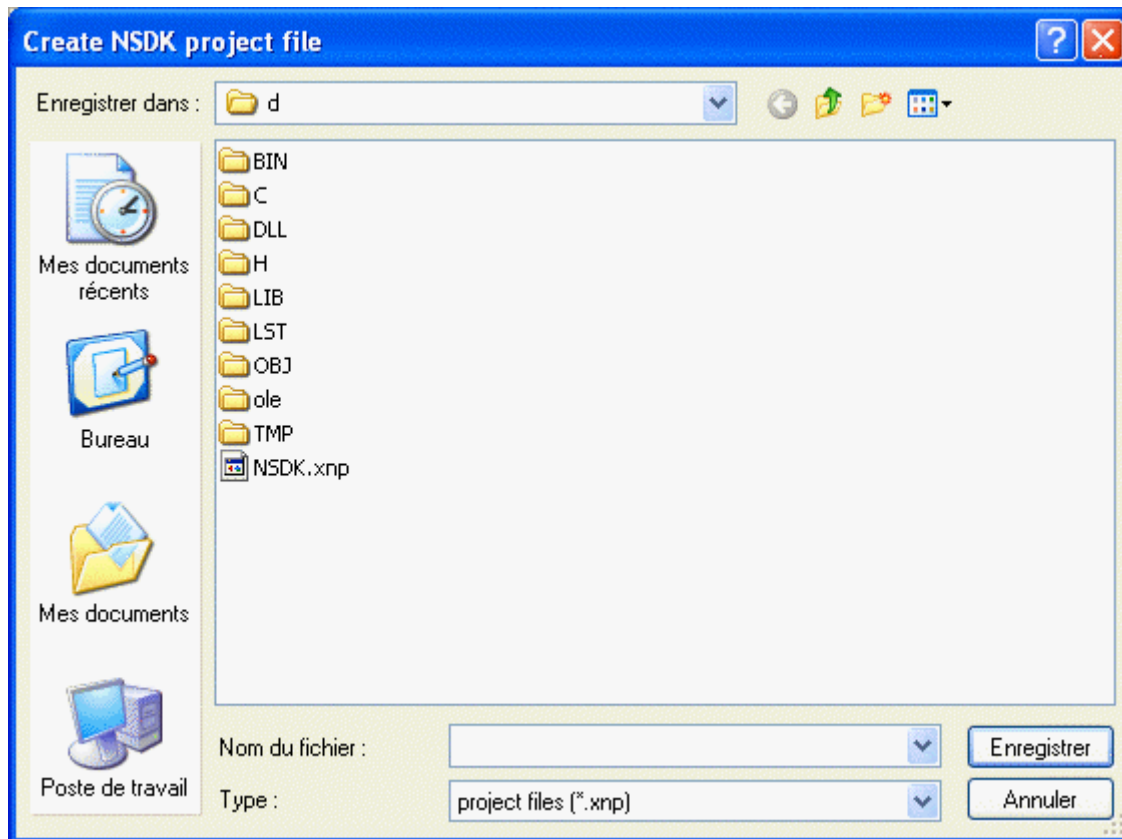 Create NSDK project file
Enregistrer dans :
d
BIN
C
DLL
H
LIB
LST
OBJ
ole
TMP
NSDK.xnp
Mes documents
récents
Bureau
Mes documents
Poste de travail
Nom du fichier :
Enregistrer
Type :
project files (*.xnp)
Annuler